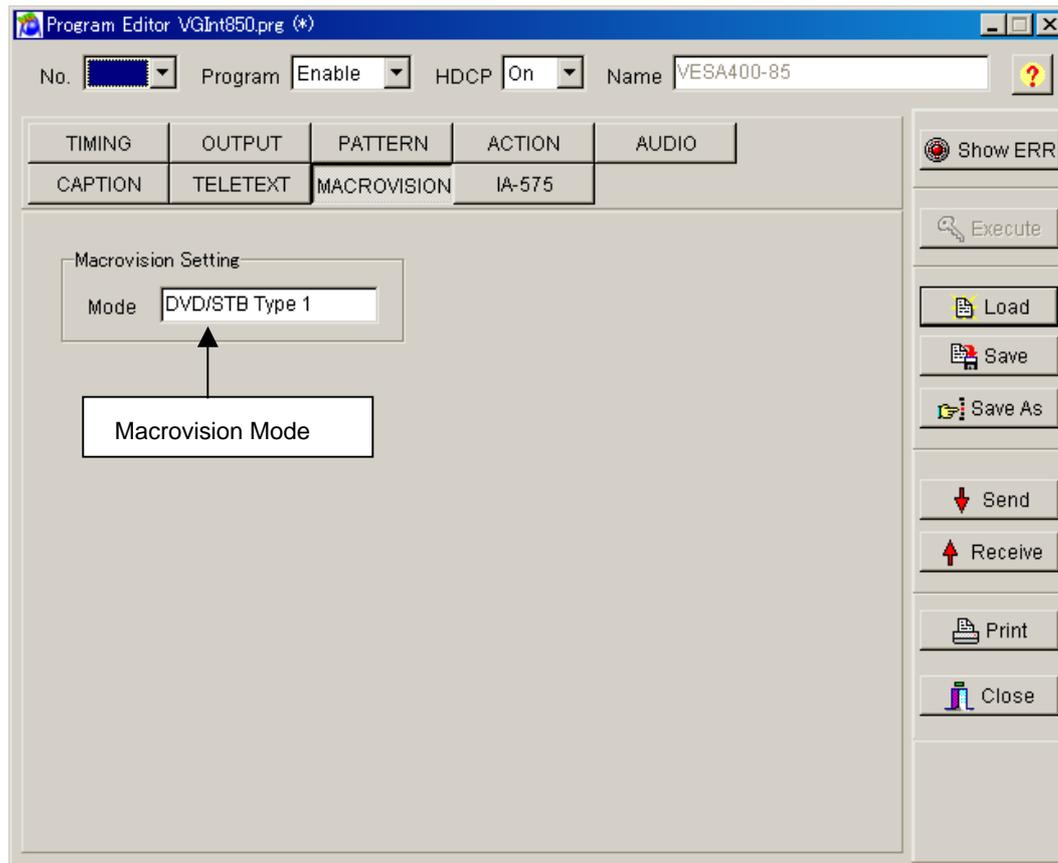 Program Editor VGInt850.prg (*)
No. Program Enable HDCP On Name VESA400-85
TIMING OUTPUT PATTERN ACTION AUDIO
CAPTION TELETEXT MACROVISION IA-575
Macrovision Setting
Mode DVD/STB Type 1
Macrovision Mode
?
Show ERR
Execute
Load
Save
Save As
Send
Receive
Print
Close